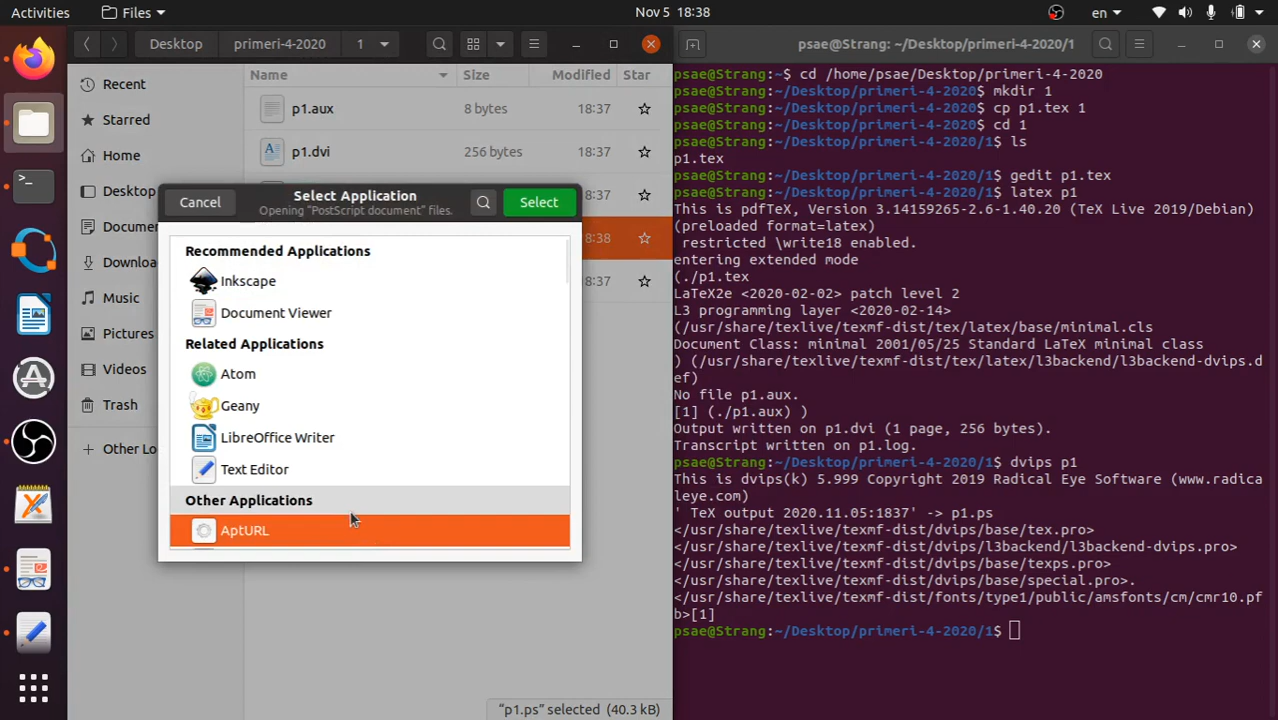 Activities
Files
Nov 5 18:38
en
Desktop
primeri-4-2020
1
psae@Strang: ~/Desktop/primeri-4-2020/1
Name
Size
Modified
Star
Recent
Starred
Home
Desktop
Documen
Downloa
Music
Pictures
Videos
Trash
Other Lo
p1.aux
8 bytes
18:37
p1.dvi
256 bytes
18:37
18:37
18:38
18:37
Cancel
Select Application
Opening “PostScript document” files.
Select
Recommended Applications
Inkscape
Document Viewer
Related Applications
Atom
Geany
LibreOffice Writer
Text Editor
Other Applications
AptURL
“p1.ps” selected (40.3 kB)
psae@Strang:~$ cd /home/psae/Desktop/primeri-4-2020
psae@Strang:~/Desktop/primeri-4-2020$ mkdir 1
psae@Strang:~/Desktop/primeri-4-2020$ cp p1.tex 1
psae@Strang:~/Desktop/primeri-4-2020$ cd 1
psae@Strang:~/Desktop/primeri-4-2020/1$ ls
p1.tex
psae@Strang:~/Desktop/primeri-4-2020/1$ gedit p1.tex
psae@Strang:~/Desktop/primeri-4-2020/1$ latex p1
This is pdfTeX, Version 3.14159265-2.6-1.40.20 (TeX Live 2019/Debian)
(preloaded format=latex)
restricted \write18 enabled.
entering extended mode
(./p1.tex
LaTeX2e <2020-02-02> patch level 2
L3 programming layer <2020-02-14>
(/usr/share/texlive/texmf-dist/tex/latex/base/minimal.cls
Document Class: minimal 2001/05/25 Standard LaTeX minimal class
) (/usr/share/texlive/texmf-dist/tex/latex/l3backend/l3backend-dvips.d
ef)
No file p1.aux.
[1] (./p1.aux) )
Output written on p1.dvi (1 page, 256 bytes).
Transcript written on p1.log.
psae@Strang:~/Desktop/primeri-4-2020/1$ dvips p1
This is dvips(k) 5.999 Copyright 2019 Radical Eye Software (www.radica
leye.com)
' TeX output 2020.11.05:1837' -> p1.ps
</usr/share/texlive/texmf-dist/dvips/base/tex.pro>
</usr/share/texlive/texmf-dist/dvips/l3backend/l3backend-dvips.pro>
</usr/share/texlive/texmf-dist/dvips/base/texps.pro>
</usr/share/texlive/texmf-dist/dvips/base/special.pro>.
</usr/share/texlive/texmf-dist/fonts/type1/public/amsfonts/cm/cmr10.pf
b>[1]
psae@Strang:~/Desktop/primeri-4-2020/1$